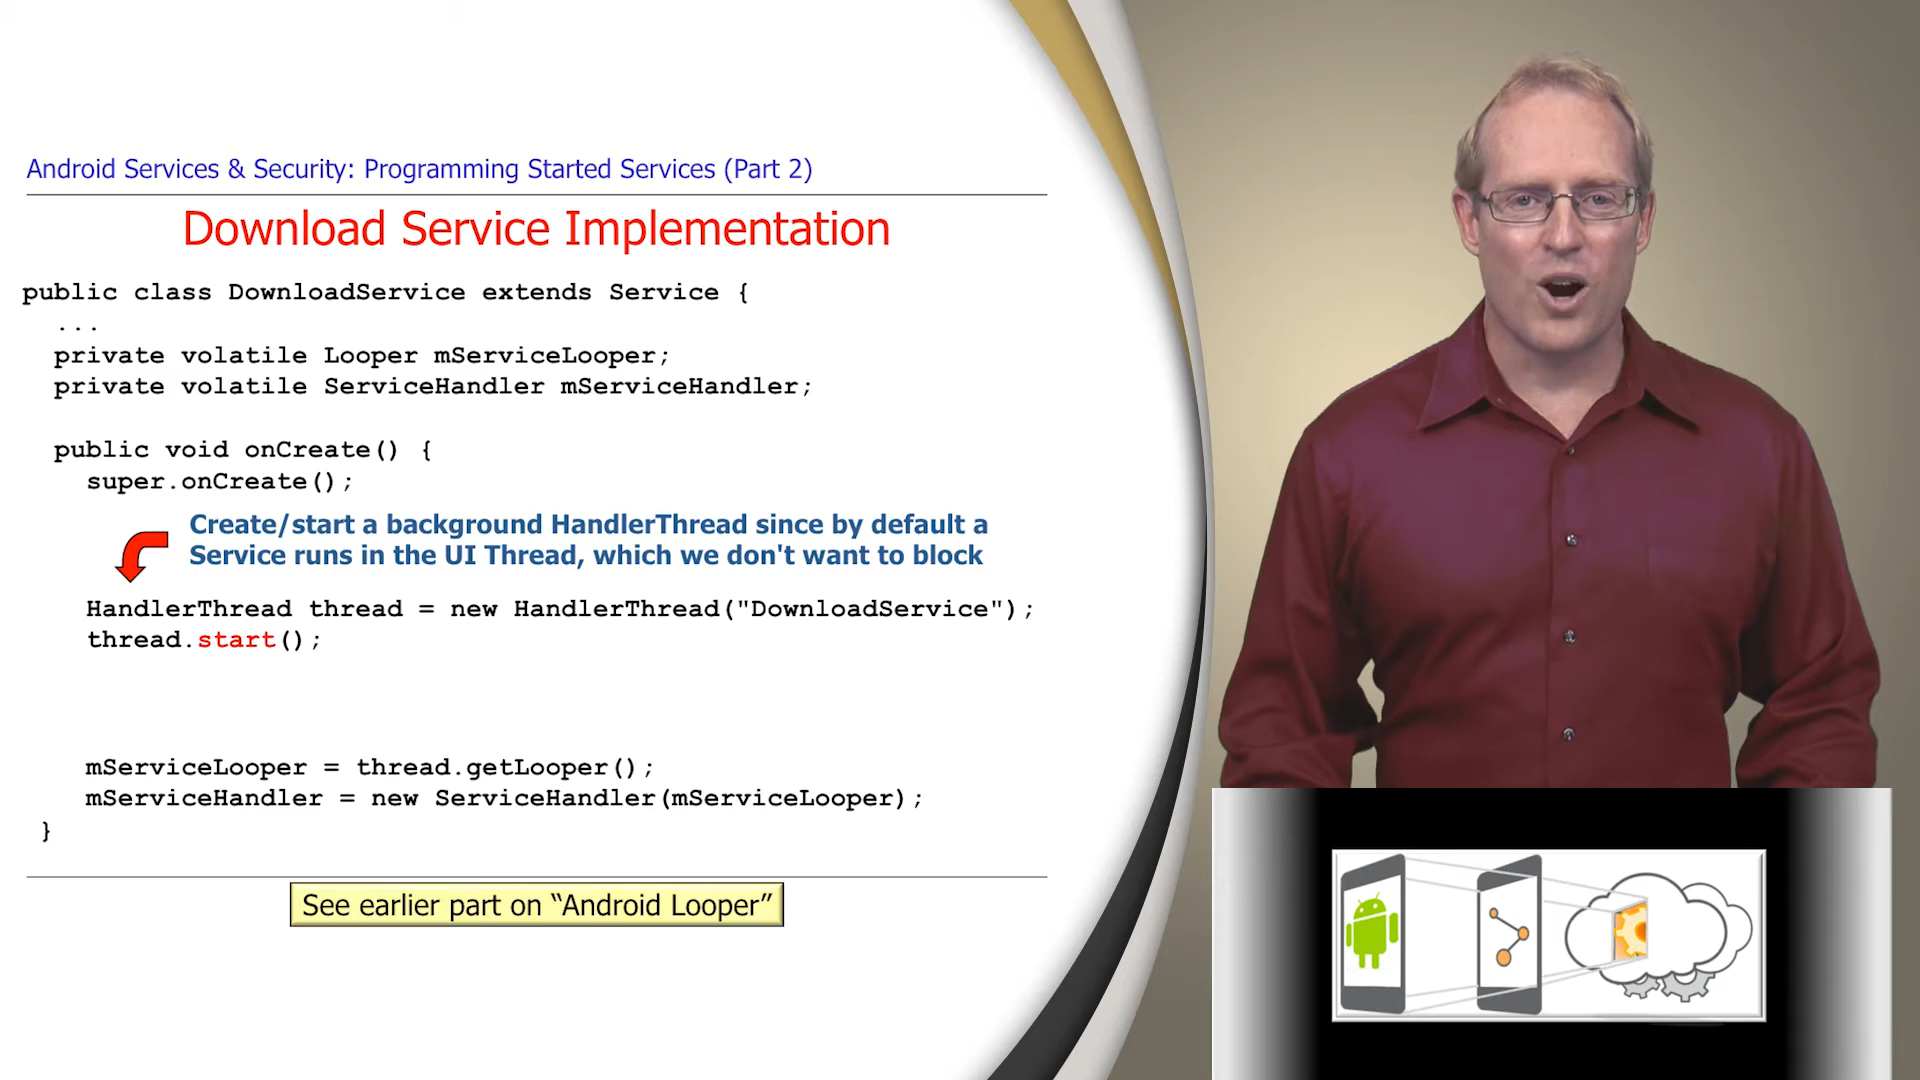 Android Services & Security: Programming Started Services (Part 2)
Download Service Implementation
public class DownloadService extends Service {
...
private volatile Looper mServiceLooper;
private volatile ServiceHandler mServiceHandler;
public void onCreate() {
super.onCreate();
Create/start a background HandlerThread since by default a
Service runs in the UI Thread, which we don't want to block
HandlerThread thread = new HandlerThread("DownloadService");
thread.start();
mServiceLooper = thread.getLooper();
mServiceHandler = new ServiceHandler(mServiceLooper);
}
See earlier part on “Android Looper”